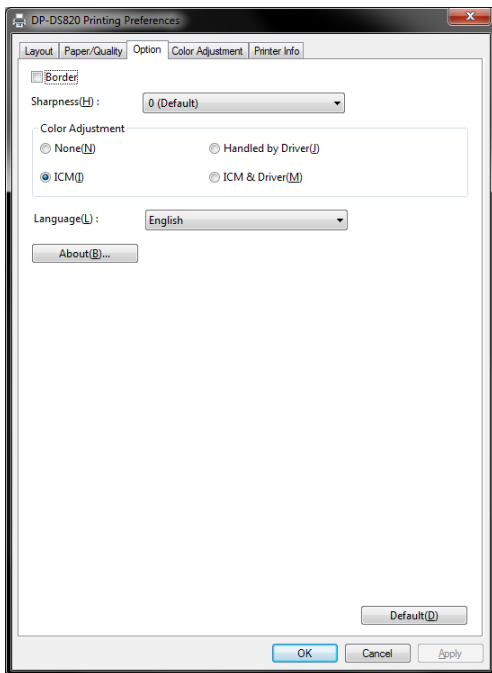 DP-DS820 Printing Preferences
Layout Paper/Quality Option Color Adjustment Printer Info
Border
Sharpness(H) : 0 (Default)
Color Adjustment
None(N) Handled by Driver(J)
ICM(I) ICM & Driver(M)
Language(L) : English
About(B)...
Default(D)
OK Cancel Apply